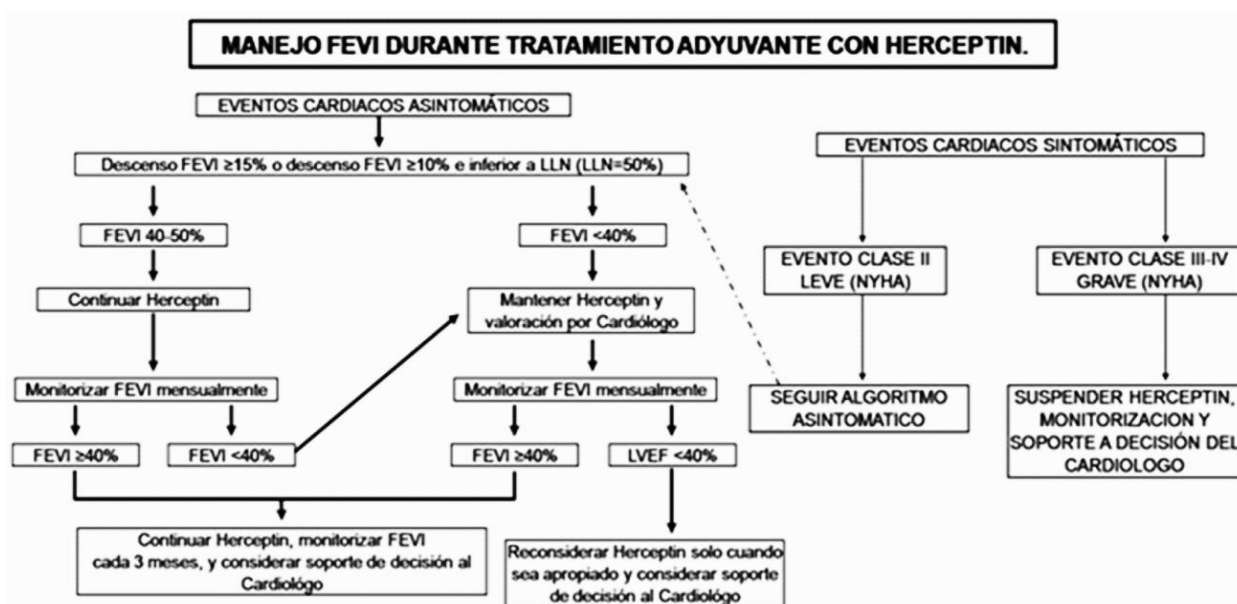 MANEJO FEVI DURANTE TRATAMIENTO ADYUVANTE CON HERCEPTIN.
EVENTOS CARDIACOS ASINTOMÁTICOS
Descenso FEVI ≥15% o descenso FEVI ≥10% e inferior a LLN (LLN=50%)
FEVI 40-50%
Continuar Herceptin
Monitorizar FEVI mensualmente
FEVI ≥40%
FEVI <40%
FEVI <40%
Mantener Herceptin y
valoración por Cardiólogo
Monitorizar FEVI mensualmente
FEVI ≥40%
LVEF <40%
Continuar Herceptin, monitorizar FEVI
cada 3 meses, y considerar soporte de decisión al
Cardiológo
Reconsiderar Herceptin solo cuando
sea apropiado y considerar soporte
de decisión al Cardiológo
EVENTOS CARDIACOS SINTOMÁTICOS
EVENTO CLASE II
LEVE (NYHA)
SEGUIR ALGORITMO
ASINTOMATICO
EVENTO CLASE III-IV
GRAVE (NYHA)
SUSPENDER HERCEPTIN,
MONITORIZACION Y
SOPORTE A DECISIÓN DEL
CARDIOLOGO